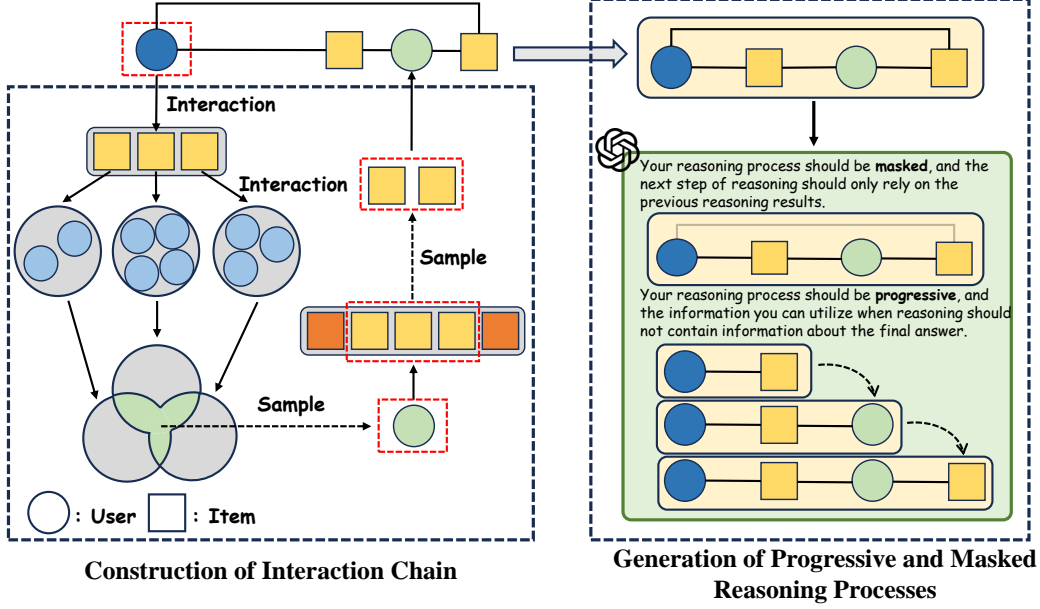 Interaction
Interaction
Sample
Sample
: User
: Item
Construction of Interaction Chain
Your reasoning process should be masked, and the
next step of reasoning should only rely on the
previous reasoning results.
Your reasoning process should be progressive, and
the information you can utilize when reasoning should
not contain information about the final answer.
Generation of Progressive and Masked
Reasoning Processes